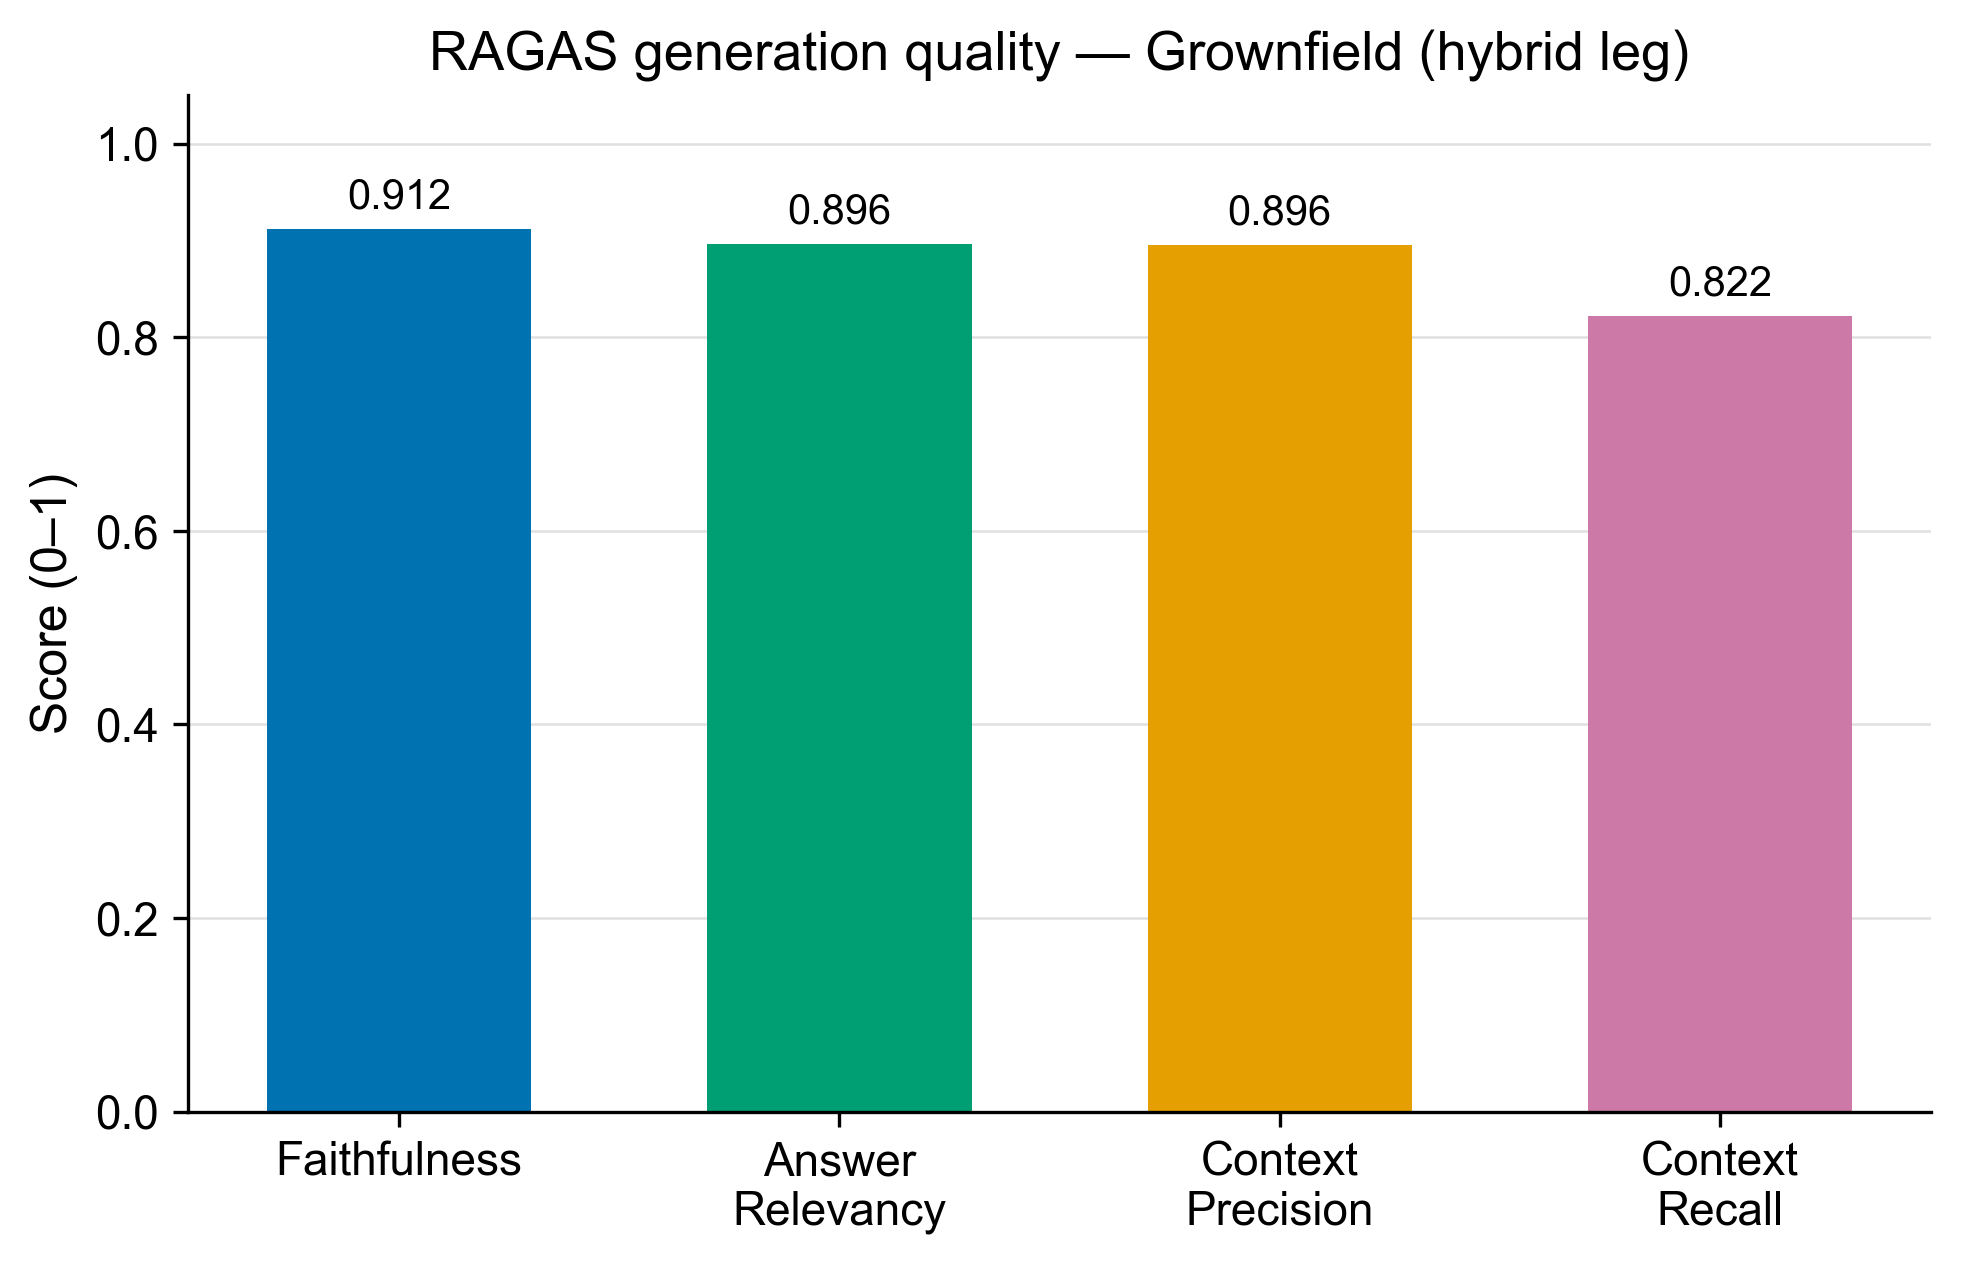 RAGAS generation quality — Grownfield (hybrid leg)
Score (0–1)
1.0
0.8
0.6
0.4
0.2
0.0
0.912
0.896
0.896
0.822
Faithfulness
Answer
Relevancy
Context
Precision
Context
Recall